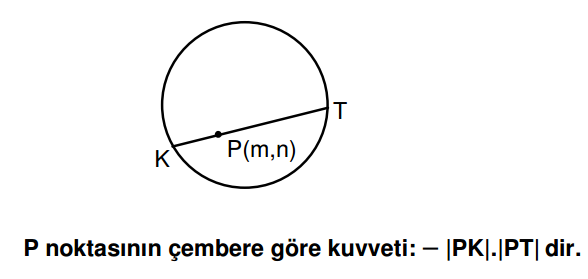 T
K
P(m,n)
P noktasının çembere göre kuvveti: – |PK|.|PT| dir.